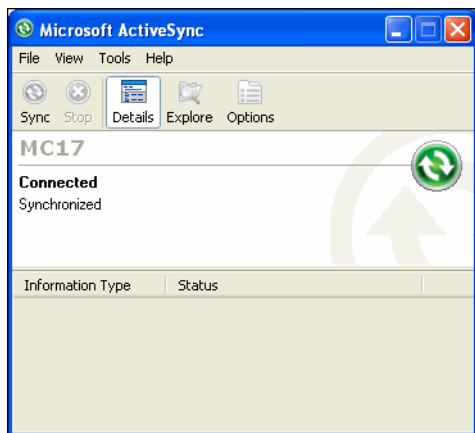 Microsoft ActiveSync
File View Tools Help
Sync Stop Details Explore Options
MC17
Connected
Synchronized
Information Type Status